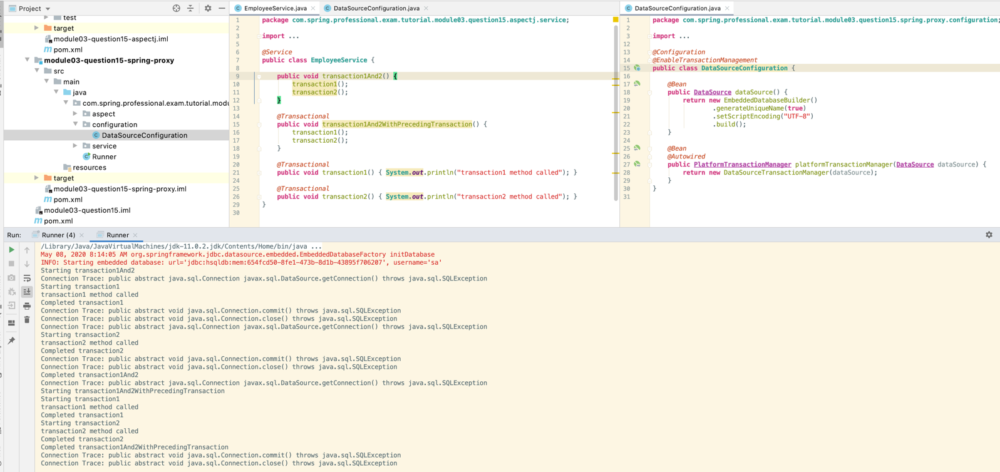 Project
test
target
module03-question15-aspectj.iml
pom.xml
module03-question15-spring-proxy
src
main
java
com.spring.professional.exam.tutorial.modu
aspect
configuration
DataSourceConfiguration
service
Runner
resources
target
module03-question15-spring-proxy.iml
pom.xml
module03-question15.iml
pom.xml
EmployeeService.java
DataSourceConfiguration.java
1 package com.spring.professional.exam.tutorial.module03.question15.aspectj.service;
2
3 import ...
5
6 @Service
7 public class EmployeeService {
8
9 public void transaction1And2() {
10 transaction1();
11 transaction2();
12 }
13
14 @Transactional
15 public void transaction1And2WithPrecedingTransaction() {
16 transaction1();
17 transaction2();
18 }
19
20 @Transactional
21 public void transaction1() { System.out.println("transaction1 method called"); }
24
25 @Transactional
26 public void transaction2() { System.out.println("transaction2 method called"); }
29 }
30
DataSourceConfiguration.java
1 package com.spring.professional.exam.tutorial.module03.question15.spring.proxy.configuration;
2
3 import ...
12
13 @Configuration
14 @EnableTransactionManagement
15 public class DataSourceConfiguration {
16
17 @Bean
18 public DataSource dataSource() {
19 return new EmbeddedDatabaseBuilder()
20 .generateUniqueName(true)
21 .setScriptEncoding("UTF-8")
22 .build();
23 }
24
25 @Bean
26 @Autowired
27 public PlatformTransactionManager platformTransactionManager(DataSource dataSource) {
28 return new DataSourceTransactionManager(dataSource);
29 }
30 }
31
Run: Runner (4) Runner
/Library/Java/JavaVirtualMachines/jdk-11.0.2.jdk/Contents/Home/bin/java ...
May 08, 2020 8:14:05 AM org.springframework.jdbc.datasource.embedded.EmbeddedDatabaseFactory initDatabase
INFO: Starting embedded database: url='jdbc:hsqldb:mem:654fcd50-8fe1-473b-8d1b-43895f706207', username='sa'
Starting transaction1And2
Connection Trace: public abstract java.sql.Connection javax.sql.DataSource.getConnection() throws java.sql.SQLException
Starting transaction1
transaction1 method called
Completed transaction1
Connection Trace: public abstract void java.sql.Connection.commit() throws java.sql.SQLException
Connection Trace: public abstract void java.sql.Connection.close() throws java.sql.SQLException
Connection Trace: public abstract java.sql.Connection javax.sql.DataSource.getConnection() throws java.sql.SQLException
Starting transaction2
transaction2 method called
Completed transaction2
Connection Trace: public abstract void java.sql.Connection.commit() throws java.sql.SQLException
Connection Trace: public abstract void java.sql.Connection.close() throws java.sql.SQLException
Completed transaction1And2
Connection Trace: public abstract java.sql.Connection javax.sql.DataSource.getConnection() throws java.sql.SQLException
Starting transaction1And2WithPrecedingTransaction
Starting transaction1
transaction1 method called
Completed transaction1
Starting transaction2
transaction2 method called
Completed transaction2
Completed transaction1And2WithPrecedingTransaction
Connection Trace: public abstract void java.sql.Connection.commit() throws java.sql.SQLException
Connection Trace: public abstract void java.sql.Connection.close() throws java.sql.SQLException